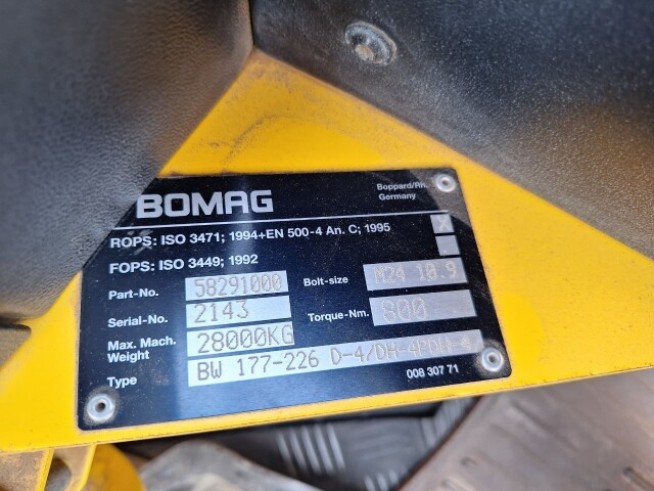 BOMAG
Boppard/Rh.
Germany
ROPS: ISO 3471; 1994+EN 500-4 An. C; 1995 X
FOPS: ISO 3449; 1992
Part-No. 58291000 Bolt-size M24 10.9
Serial-No. 2143 Torque-Nm. 800
Max. Mach.
Weight 28000KG
Type BW 177-226 D-4/DH-4
008 307 71